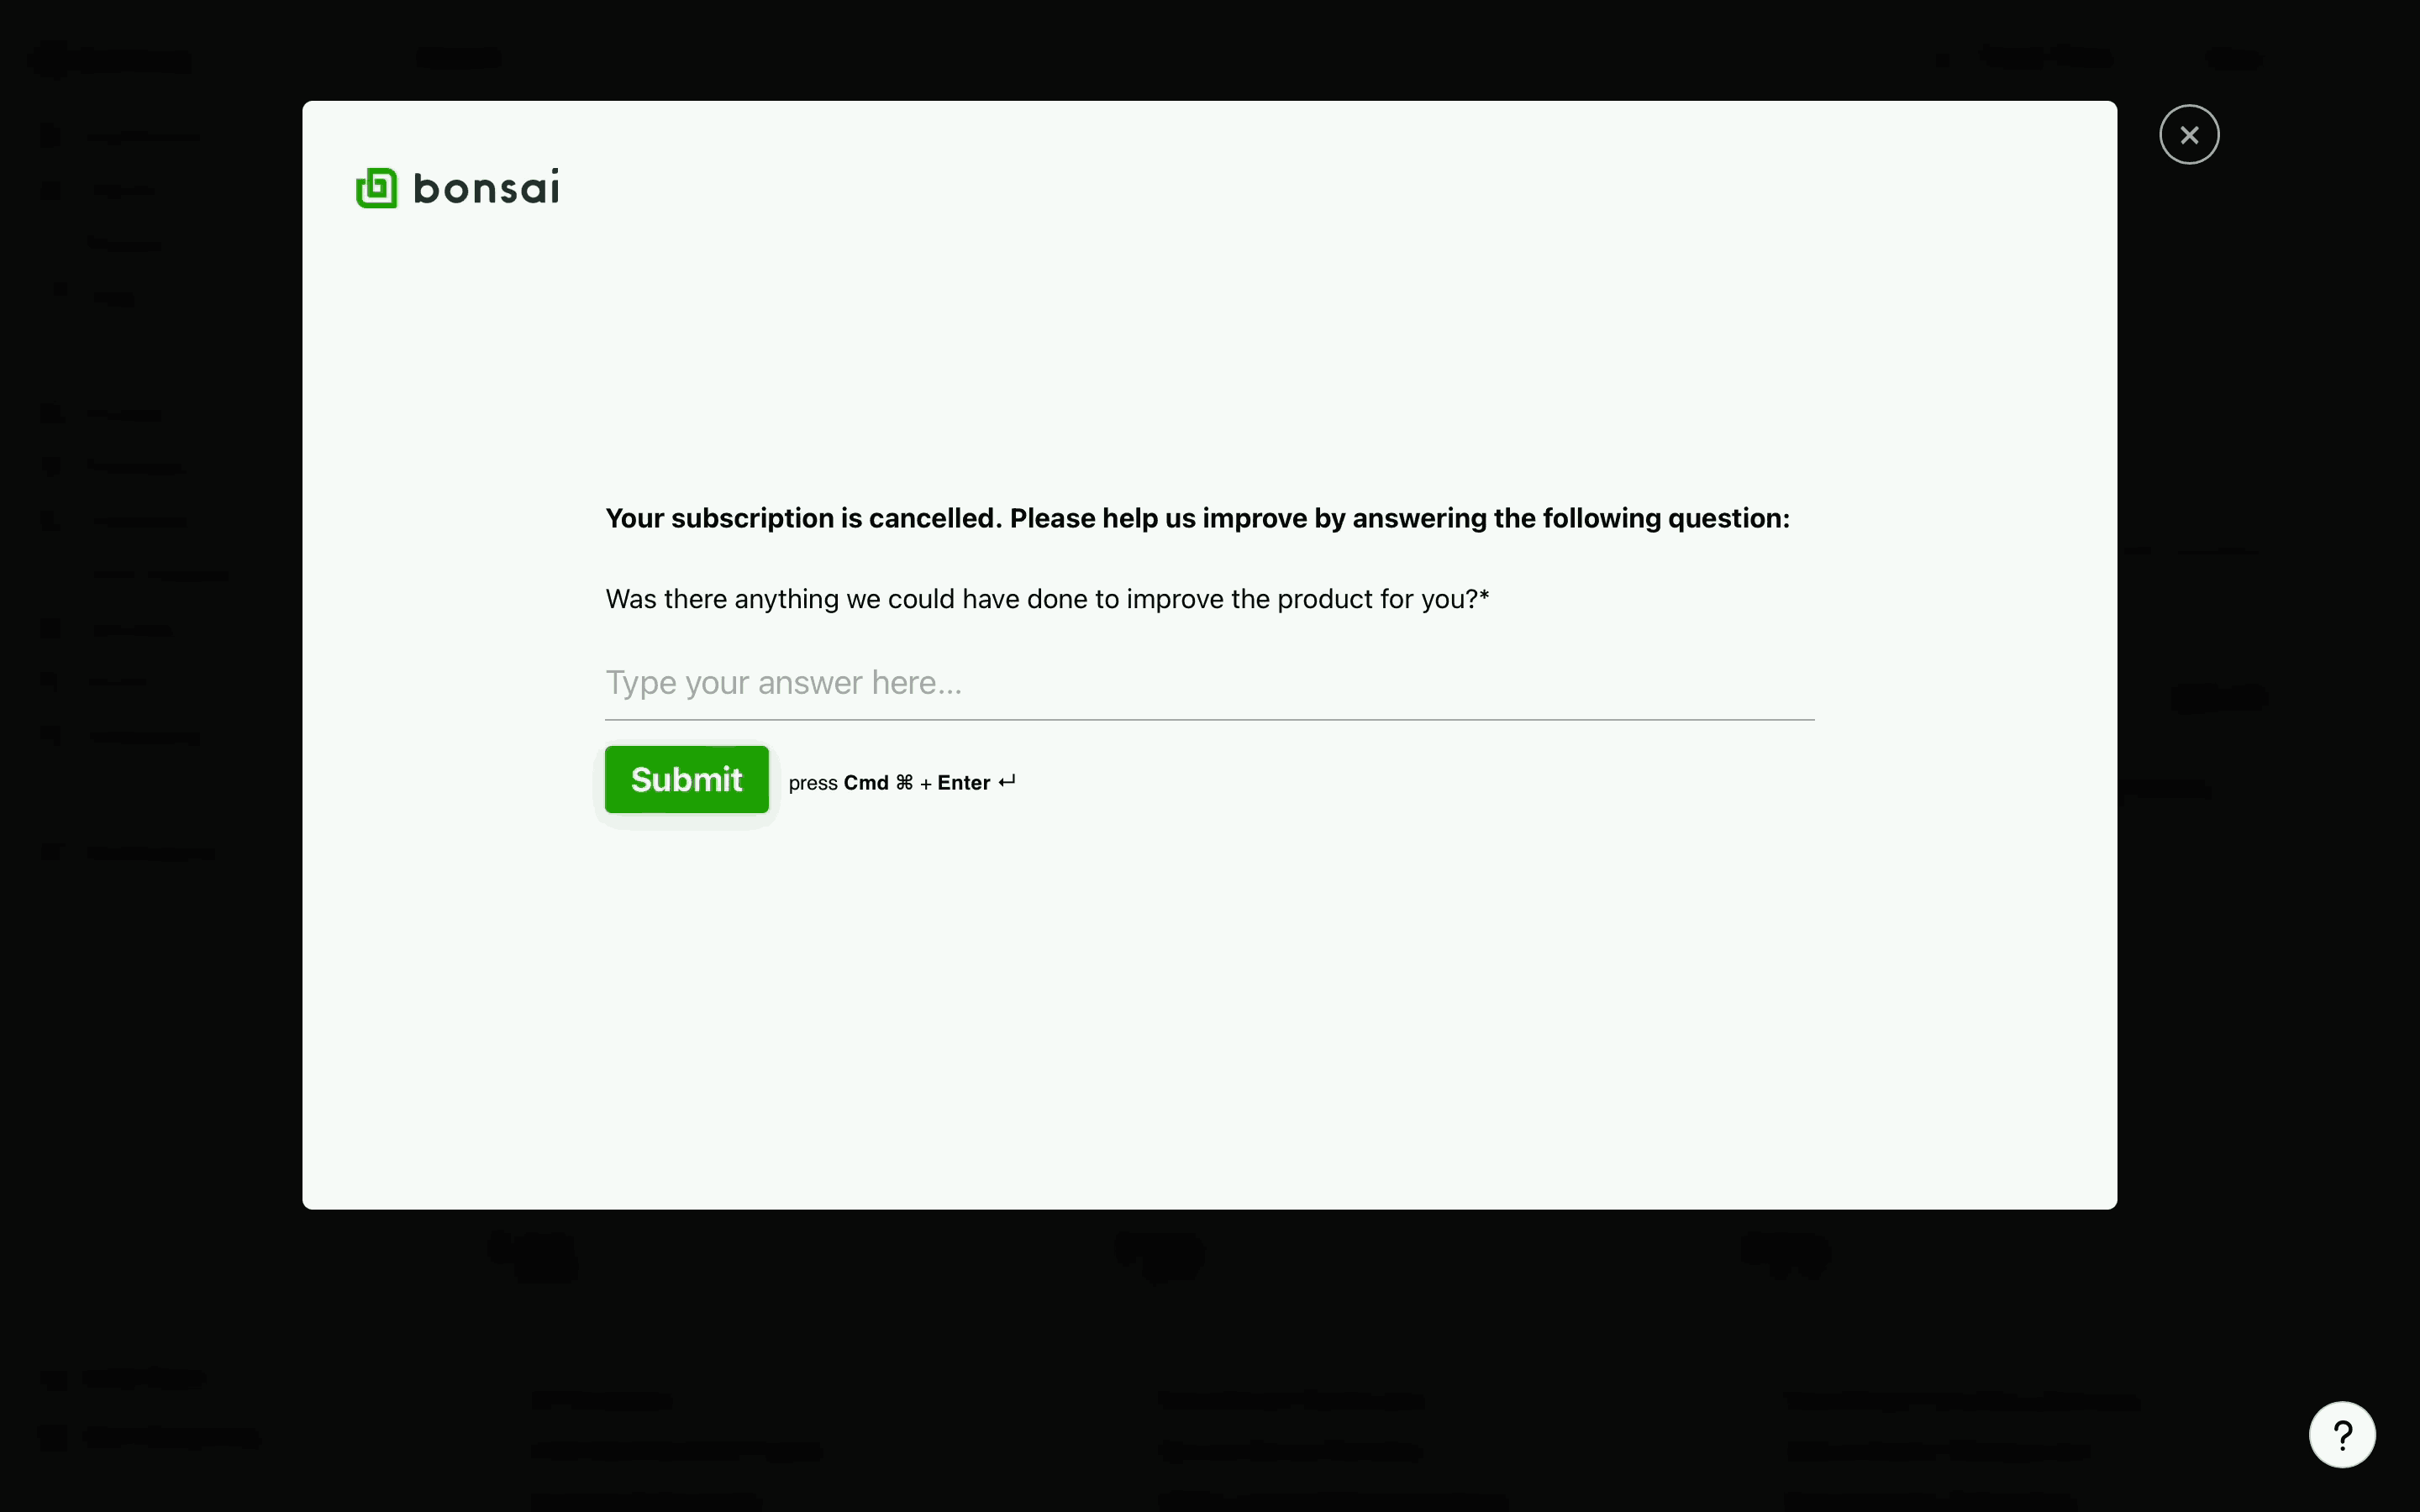 bonsai
Your subscription is cancelled. Please help us improve by answering the following question:
Was there anything we could have done to improve the product for you?*
Type your answer here...
Submit
press Cmd ⌘ + Enter ↵
?